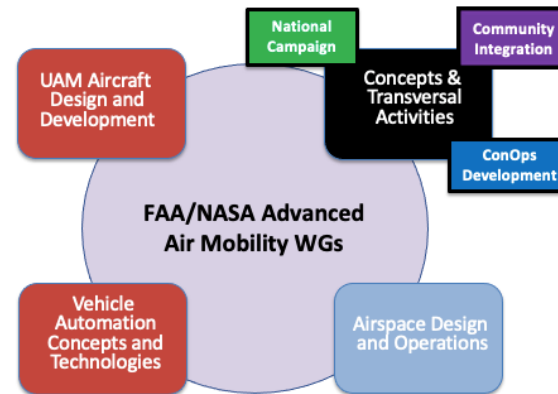 National
Campaign
Community
Integration
UAM Aircraft
Design and
Development
Concepts &
Transversal
Activities
ConOps
Development
FAA/NASA Advanced
Air Mobility WGs
Vehicle
Automation
Concepts and
Technologies
Airspace Design
and Operations